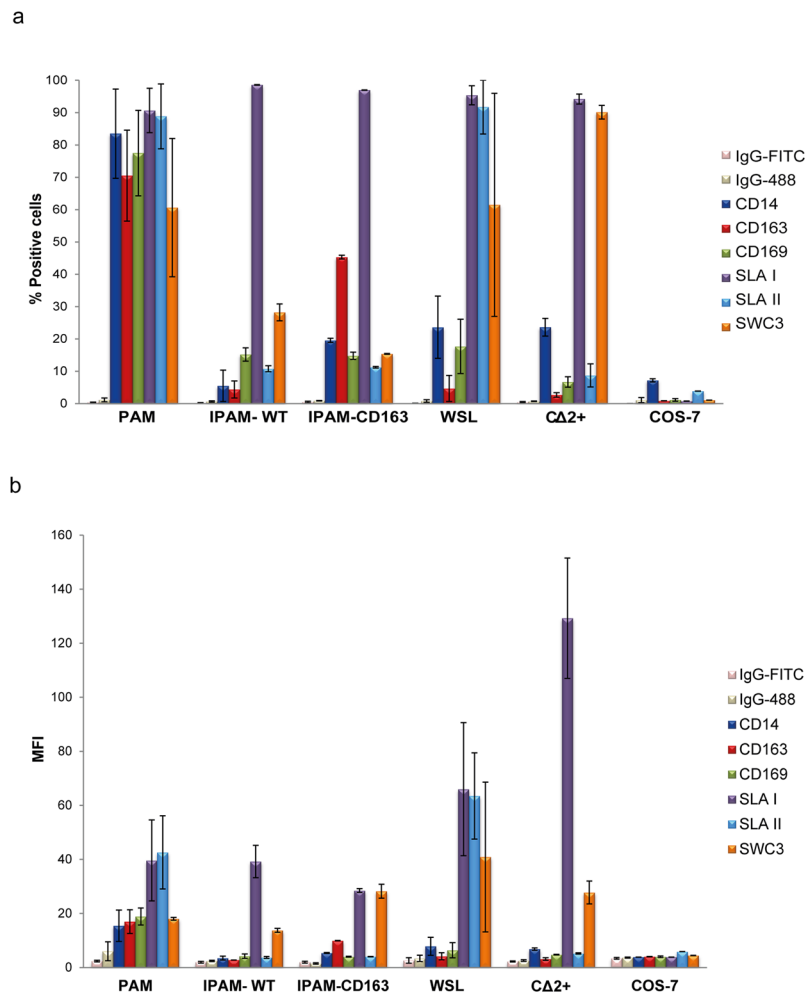 a
100
90
80
70
60
50
40
30
20
10
0
% Positive cells
PAM IPAM- WT IPAM-CD163 WSL CΔ2+ COS-7
IgG-FITC
IgG-488
CD14
CD163
CD169
SLA I
SLA II
SWC3
b
160
140
120
100
80
60
40
20
0
MFI
PAM IPAM- WT IPAM-CD163 WSL CΔ2+ COS-7
IgG-FITC
IgG-488
CD14
CD163
CD169
SLA I
SLA II
SWC3